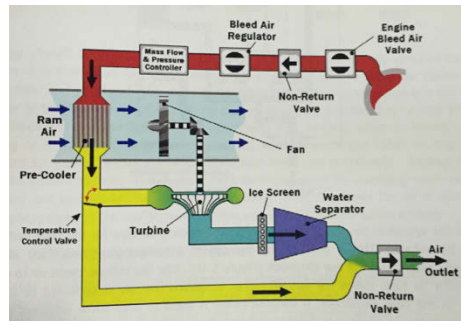 Bleed Air
Regulator
Engine
Bleed Air
Valve
Mass Flow
& Pressure
Controller
Non-Return
Valve
Ram
Air
Fan
Pre-Cooler
Ice Screen
Water
Separator
Temperature
Control Valve
Turbine
Air
Outlet
Non-Return
Valve